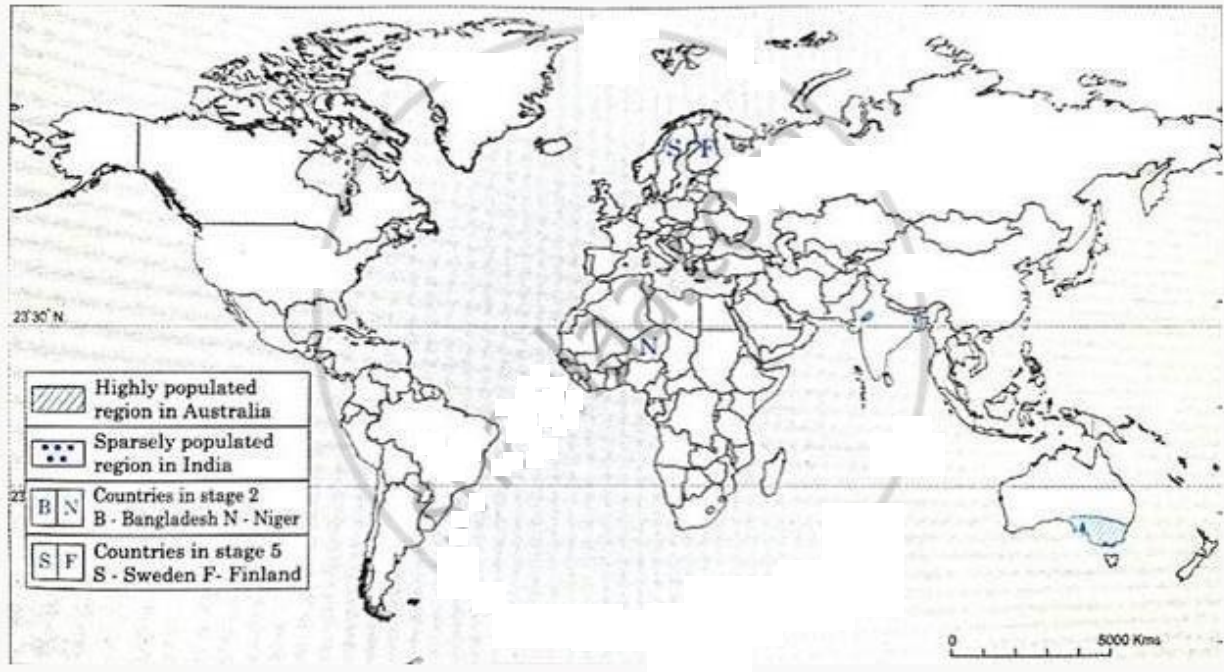 S F
23°30' N
N
Highly populated
region in Australia
Sparsely populated
region in India
B N
Countries in stage 2
B - Bangladesh N - Niger
S F
Countries in stage 5
S - Sweden F- Finland
23
0 5000 Kms